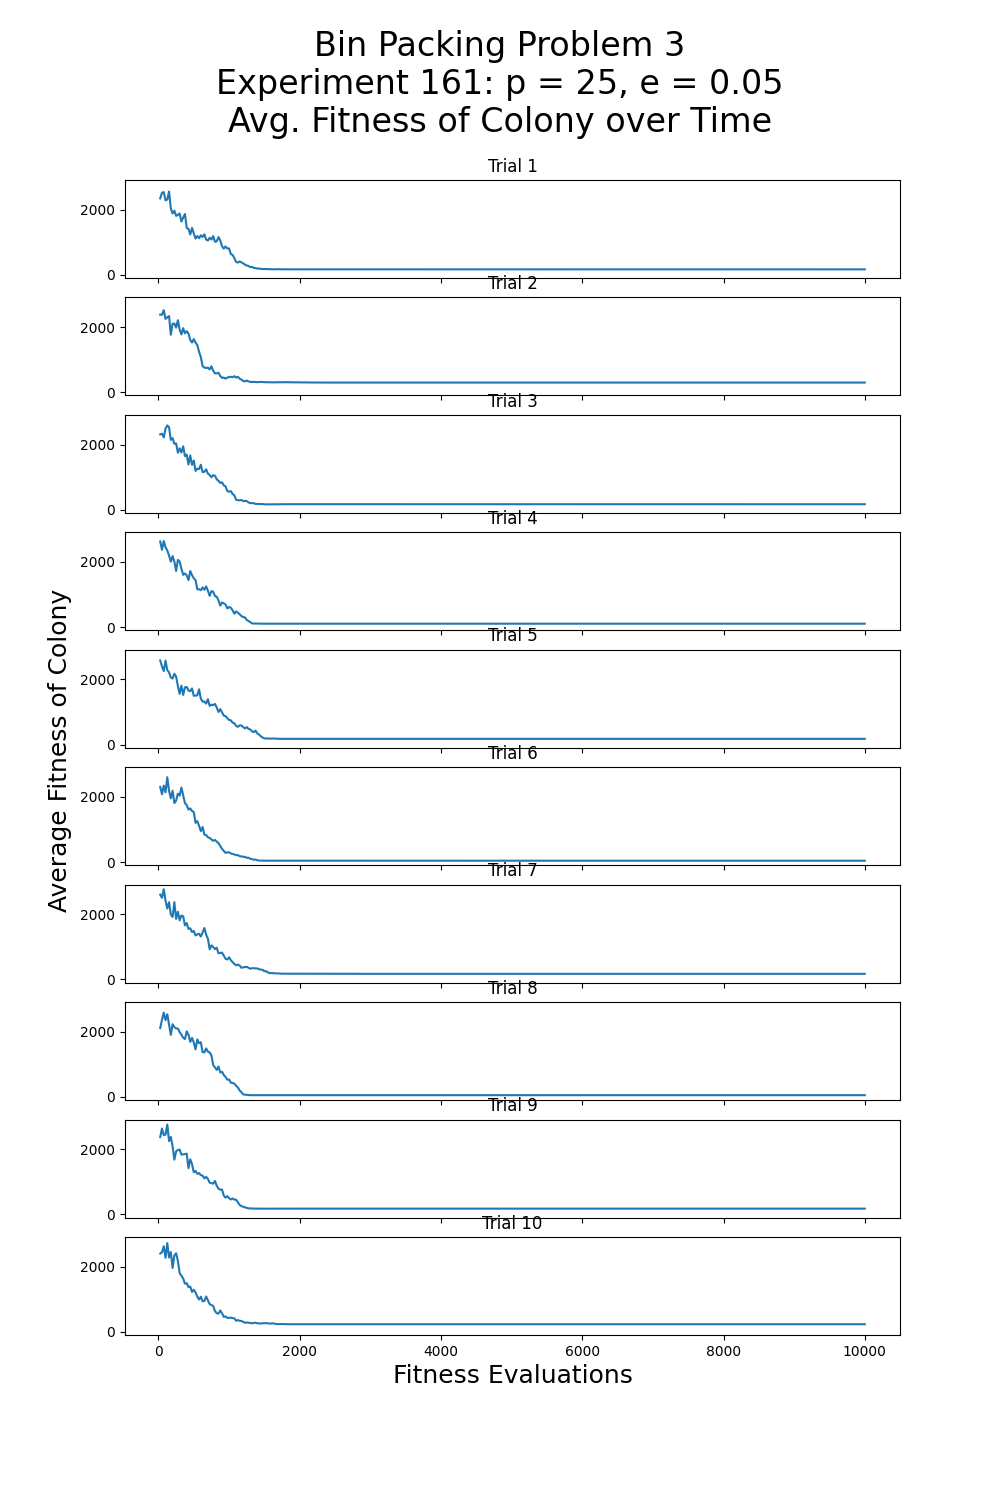 Bin Packing Problem 3
Experiment 161: p = 25, e = 0.05
Avg. Fitness of Colony over Time
Trial 1
2000
0
Trial 2
2000
0
Trial 3
2000
0
Trial 4
2000
0
Trial 5
2000
0
Trial 6
2000
0
Trial 7
2000
0
Trial 8
2000
0
Trial 9
2000
0
Trial 10
2000
0
0 2000 4000 6000 8000 10000
Fitness Evaluations
Average Fitness of Colony